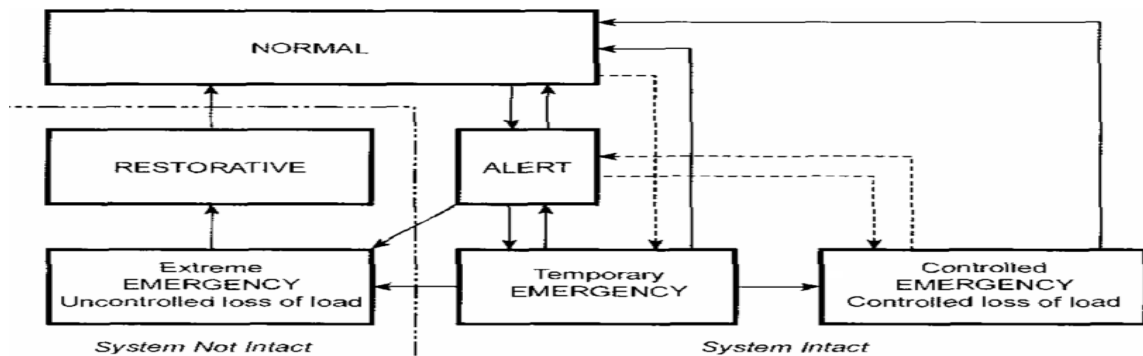 NORMAL
RESTORATIVE
ALERT
Extreme
EMERGENCY
Uncontrolled loss of load
Temporary
EMERGENCY
Controlled
EMERGENCY
Controlled loss of load
System Not Intact
System Intact